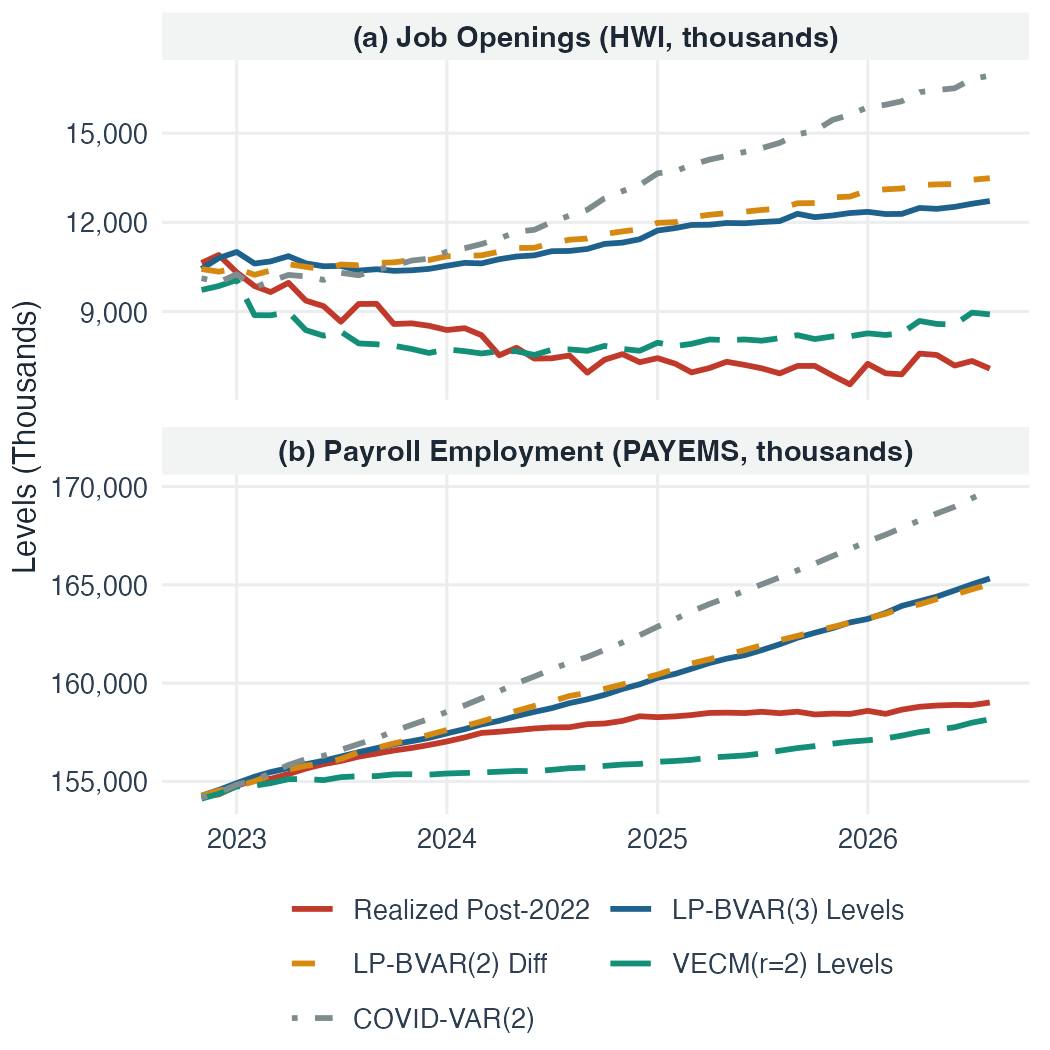 (a) Job Openings (HWI, thousands)
15,000
12,000
9,000
Levels (Thousands)
(b) Payroll Employment (PAYEMS, thousands)
170,000
165,000
160,000
155,000
2023 2024 2025 2026
Realized Post-2022 LP-BVAR(3) Levels
LP-BVAR(2) Diff VECM(r=2) Levels
COVID-VAR(2)